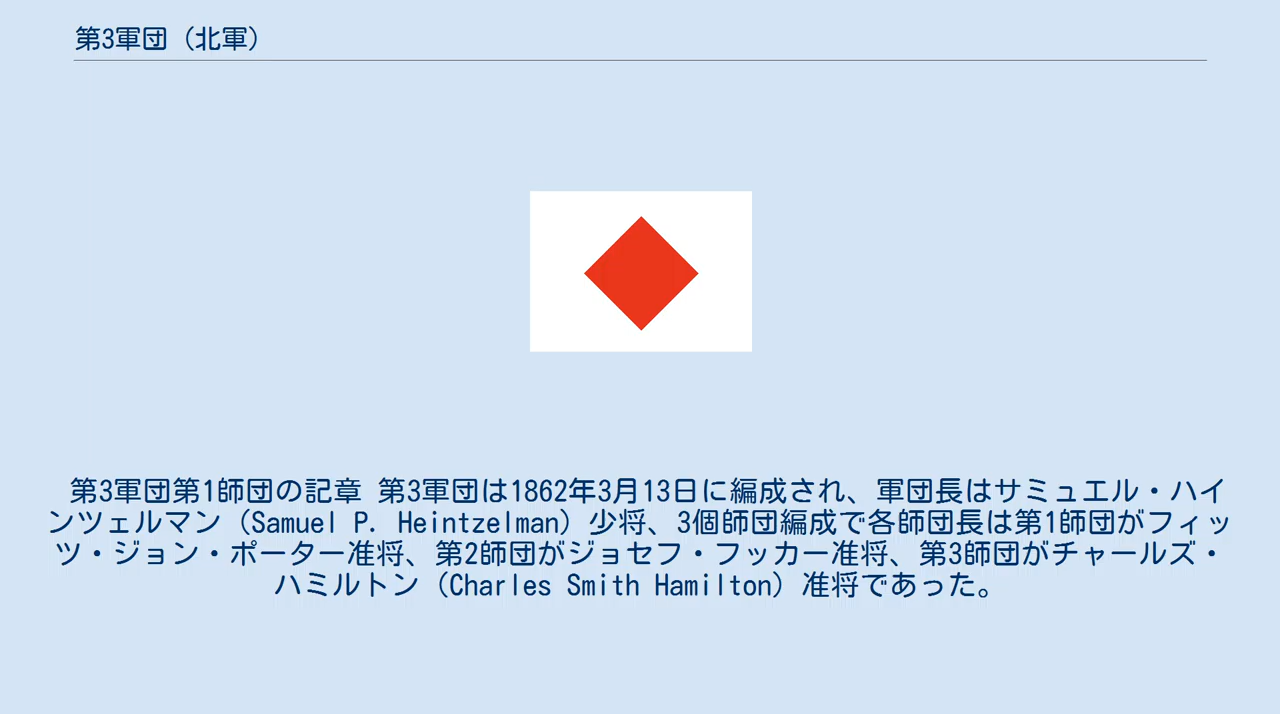 第3軍団（北軍）
第3軍団第1師団の記章 第3軍団は1862年3月13日に編成され、軍団長はサミュエル・ハイ
ンツェルマン（Samuel P. Heintzelman）少将、3個師団編成で各師団長は第1師団がフィッ
ツ・ジョン・ポーター准将、第2師団がジョセフ・フッカー准将、第3師団がチャールズ・
ハミルトン（Charles Smith Hamilton）准将であった。